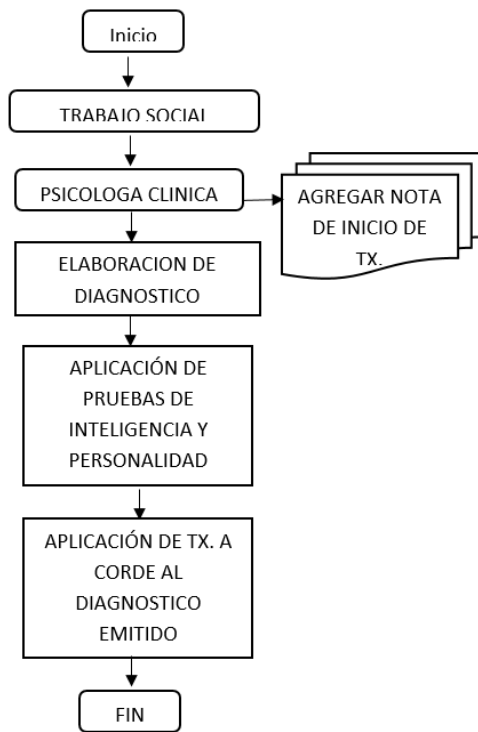 Inicio
TRABAJO SOCIAL
PSICOLOGA CLINICA
AGREGAR NOTA
DE INICIO DE
TX.
ELABORACION DE
DIAGNOSTICO
APLICACIÓN DE
PRUEBAS DE
INTELIGENCIA Y
PERSONALIDAD
APLICACIÓN DE TX. A
CORDE AL
DIAGNOSTICO
EMITIDO
FIN